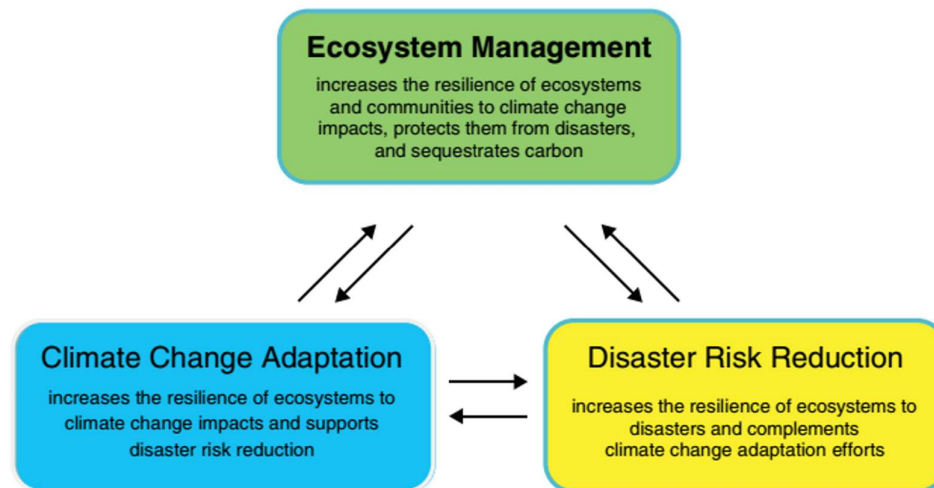 Ecosystem Management
increases the resilience of ecosystems
and communities to climate change
impacts, protects them from disasters,
and sequestrates carbon
Climate Change Adaptation
increases the resilience of ecosystems to
climate change impacts and supports
disaster risk reduction
Disaster Risk Reduction
increases the resilience of ecosystems to
disasters and complements
climate change adaptation efforts